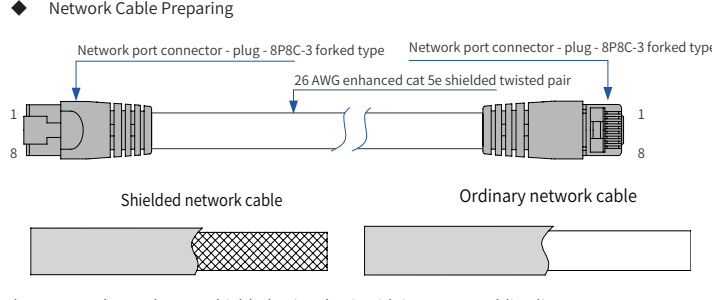 ◆ Network Cable Preparing
Network port connector - plug - 8P8C-3 forked type
Network port connector - plug - 8P8C-3 forked type
26 AWG enhanced cat 5e shielded twisted pair
1
1
8
8
Shielded network cable
Ordinary network cable